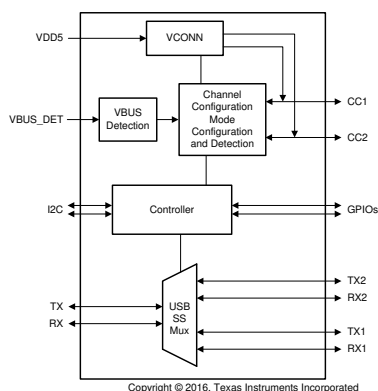 VDD5
VCONN
VBUS_DET
VBUS
Detection
Channel
Configuration
Mode
Configuration
and Detection
CC1
CC2
I2C
Controller
GPIOs
TX
RX
USB
SS
Mux
TX2
RX2
TX1
RX1
Copyright © 2016, Texas Instruments Incorporated